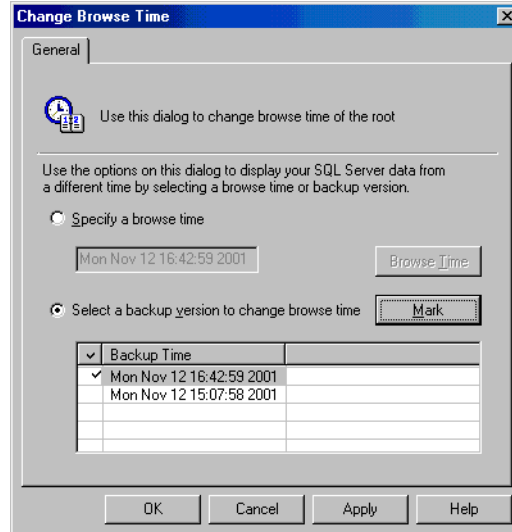 Change Browse Time
General
Use this dialog to change browse time of the root
Use the options on this dialog to display your SQL Server data from
a different time by selecting a browse time or backup version.
Specify a browse time
Mon Nov 12 16:42:59 2001
Browse Time
Select a backup version to change browse time
Mark
Backup Time
Mon Nov 12 16:42:59 2001
Mon Nov 12 15:07:58 2001
OK
Cancel
Apply
Help